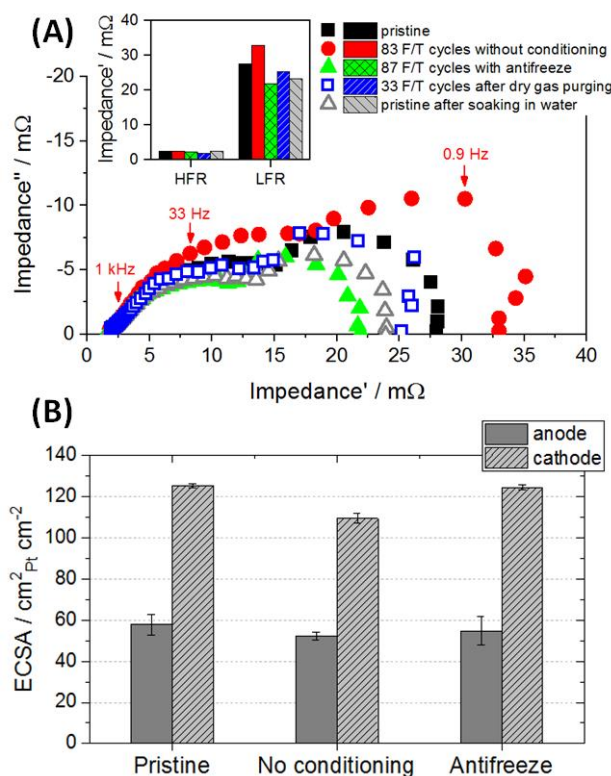 (A)
Impedance' / mΩ
40
30
20
10
0
HFR LFR
pristine
83 F/T cycles without conditioning
87 F/T cycles with antifreeze
33 F/T cycles after dry gas purging
pristine after soaking in water
Impedance'' / mΩ
-20
-15
-10
-5
0
1 kHz
33 Hz
0.9 Hz
0 5 10 15 20 25 30 35 40
Impedance' / mΩ
(B)
anode
cathode
ECSA / cm²Pt cm⁻²
140
120
100
80
60
40
20
0
Pristine No conditioning Antifreeze